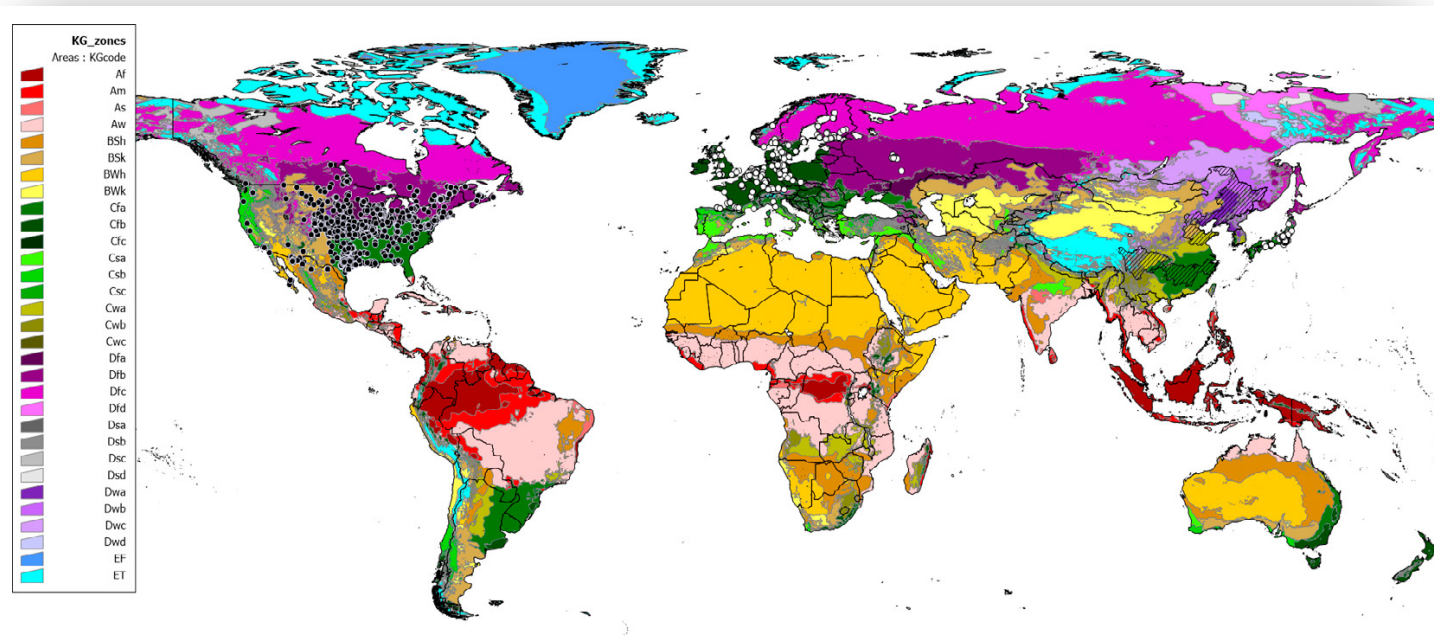 KG_zones
Areas : KGcode
Af
Am
As
Aw
BSh
BSk
BWh
BWk
Cfa
Cfb
Cfc
Csa
Csb
Csc
Cwa
Cwb
Cwc
Dfa
Dfb
Dfc
Dfd
Dsa
Dsb
Dsc
Dsd
Dwa
Dwb
Dwc
Dwd
EF
ET